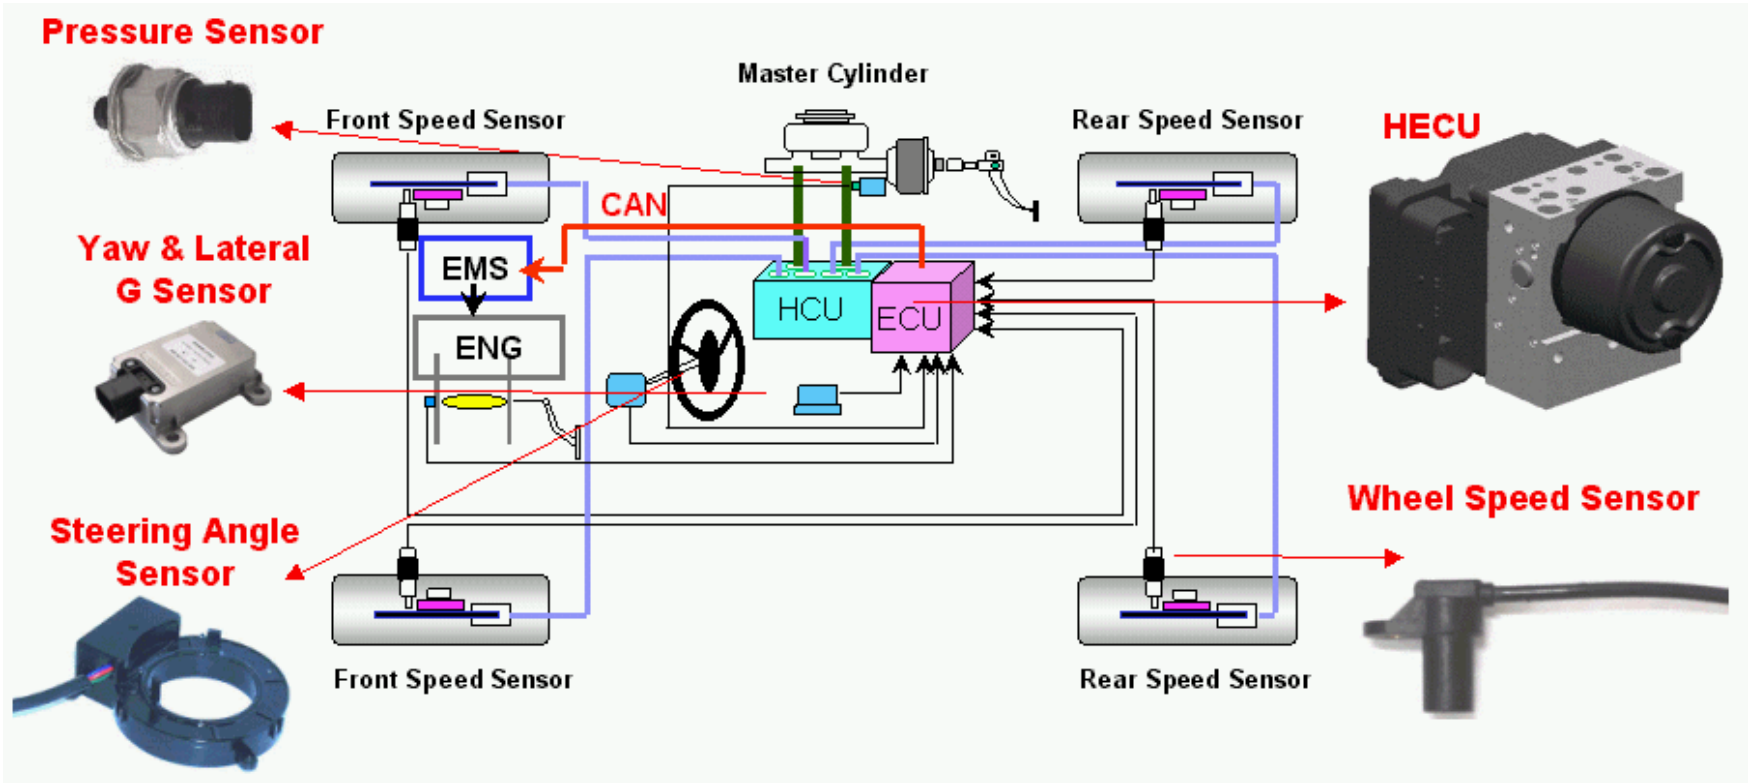 Pressure Sensor
Master Cylinder
Front Speed Sensor
Rear Speed Sensor
HECU
CAN
Yaw & Lateral
G Sensor
EMS
HCU
ECU
ENG
Wheel Speed Sensor
Steering Angle
Sensor
Front Speed Sensor
Rear Speed Sensor